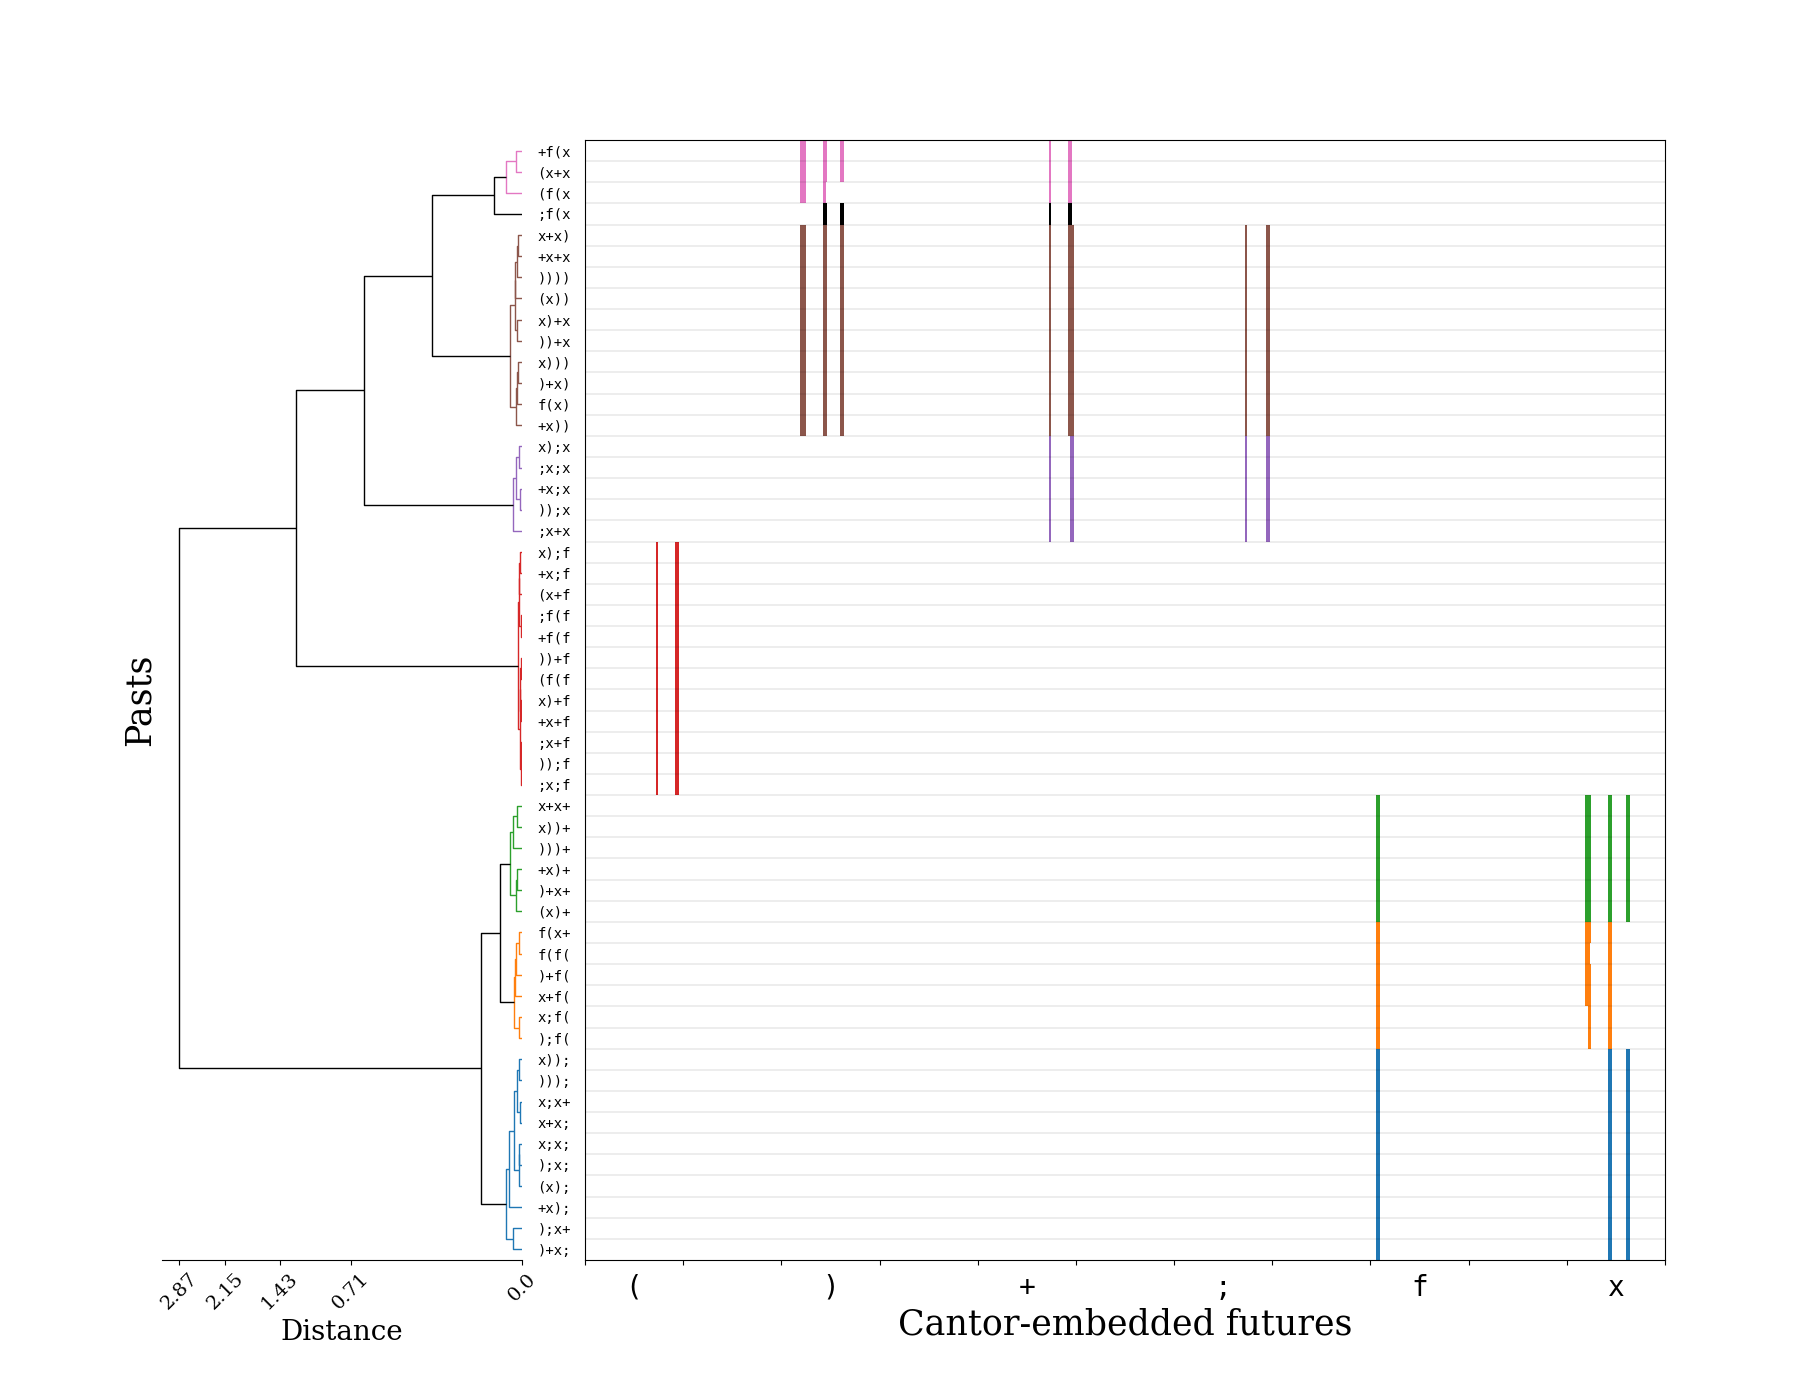 +f(x
(x+x
(f(x
;f(x
x+x)
+x+x
))))
(x))
x)+x
))+x
x)))
)+x)
f(x)
+x))
x);x
;x;x
+x;x
));x
;x+x
x);f
+x;f
(x+f
;f(f
+f(f
))+f
(f(f
x)+f
+x+f
;x+f
));f
;x;f
x+x+
x))+
)))+
+x)+
)+x+
(x)+
f(x+
f(f(
)+f(
x+f(
x;f(
);f(
x));
)));
x;x+
x+x;
x;x;
);x;
(x);
+x);
);x+
)+x;
Pasts
2.87 2.15 1.43 0.71 0.0
Distance
( ) + ; f x
Cantor-embedded futures